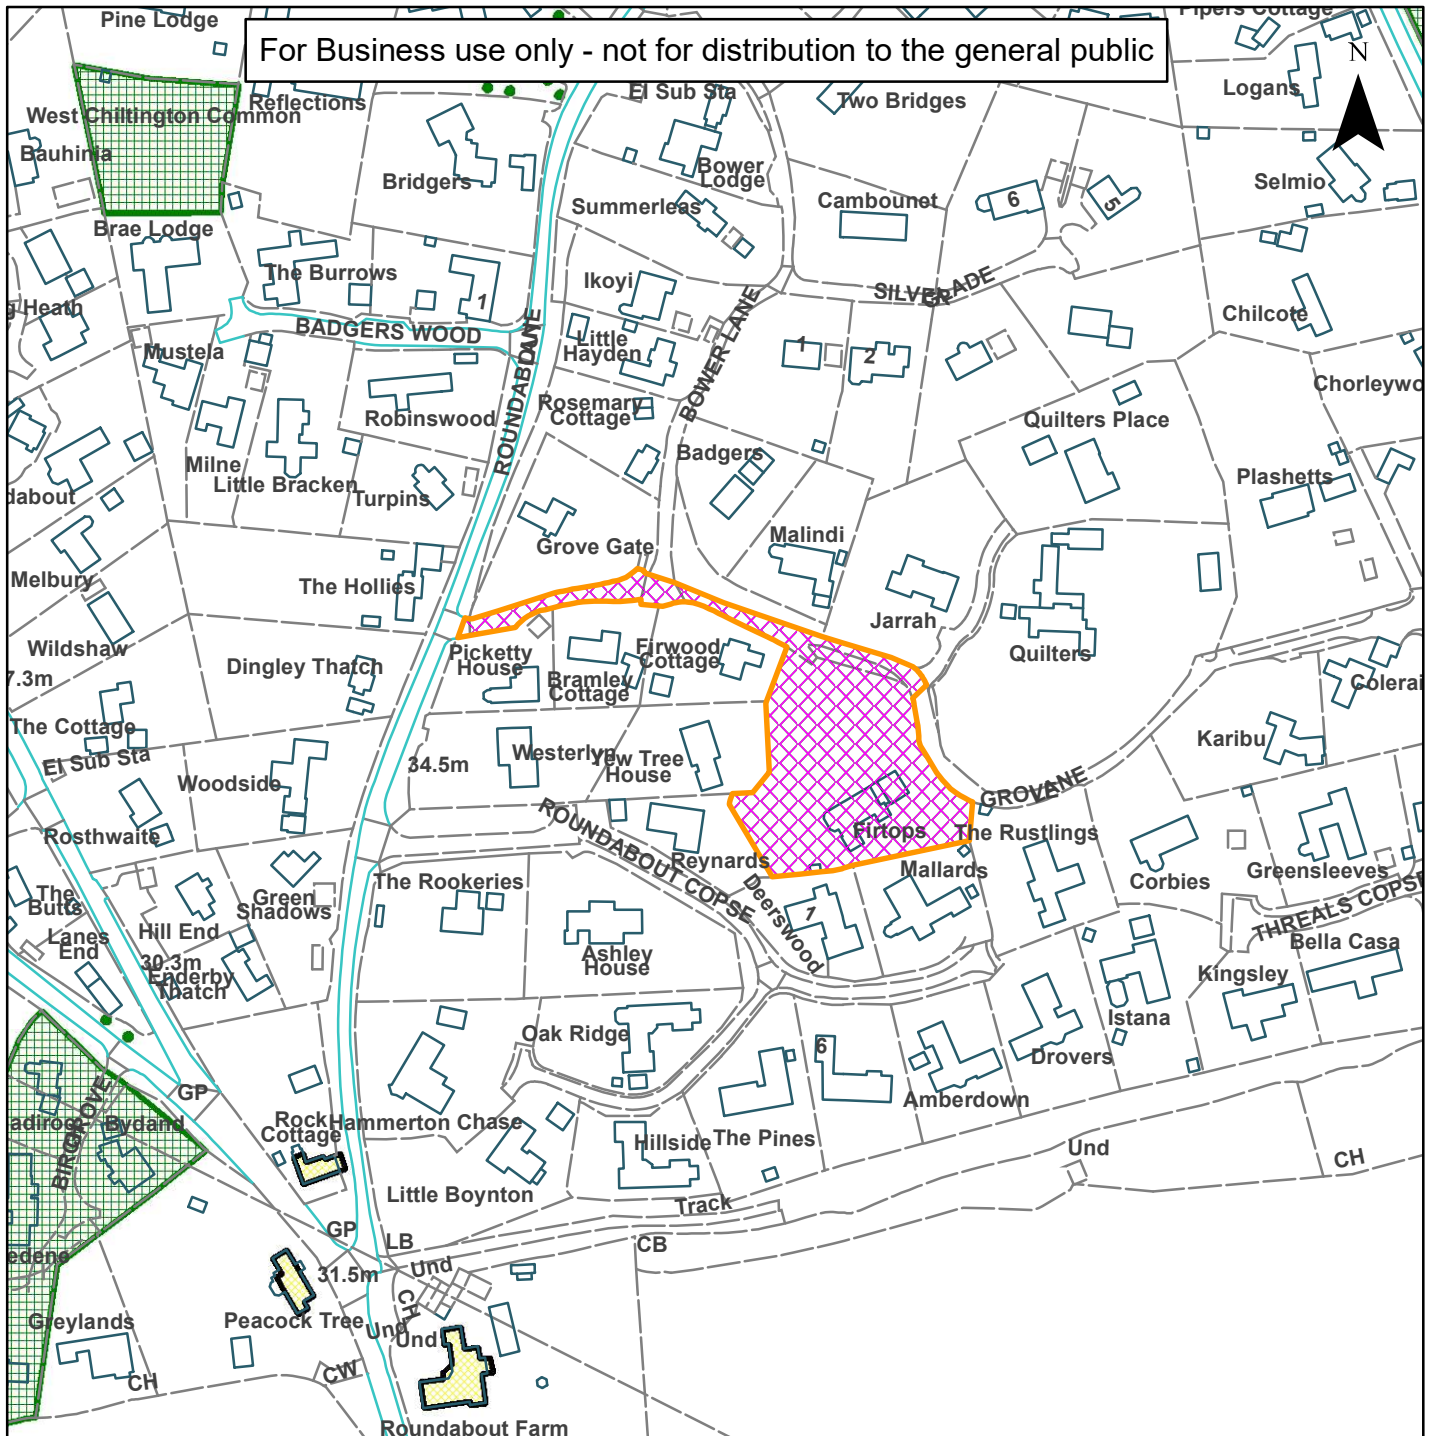 Pine Lodge
Pipers Cottage
For Business use only - not for distribution to the general public
N
El Sub Sta
Two Bridges
Logans
Reflections
West Chiltington Common
Bauhinia
Bridgers
Bower
Lodge
Selmio
Summerleas
Cambounet
6
5
Brae Lodge
The Burrows
1
Ikoyi
SILVER
GLADE
Heath
BADGERS WOOD
Chilcote
Mustela
Little
Hayden
BOWER LANE
1
2
ROUNDABOUT
LANE
Chorleywo
Robinswood
Rosemary
Cottage
Quilters Place
Milne
Little Bracken
Turpins
Badgers
Plashetts
dabout
Malindi
Grove Gate
Melbury
The Hollies
Jarrah
Wildshaw
Dingley Thatch
Picketty
House
Firwood
Cottage
Quilters
7.3m
Bramley
Cottage
Colerai
The Cottage
El Sub Sta
34.5m
Westerlyn
Yew Tree
House
Karibu
Woodside
GROVE
LANE
Rosthwaite
ROUNDABOUT COPSE
Firtops
The Rustlings
Reynards
Mallards
Greensleeves
The
Butts
Green
Shadows
The Rookeries
Deerswood
1
Corbies
THREALS COPSE
Lanes
End
Hill End
30.3m
Enderby
Thatch
Ashley
House
Bella Casa
Kingsley
Oak Ridge
Istana
6
Drovers
GP
Amberdown
BIRCH
GROVE
adiroc
Bydand
Rock
Cottage
Hammerton Chase
Hillside
The Pines
Und
CH
Little Boynton
Track
GP
LB
CB
edene
31.5m
Und
CH
Greylands
Peacock Tree
Und
Und
CH
CW
Roundabout Farm